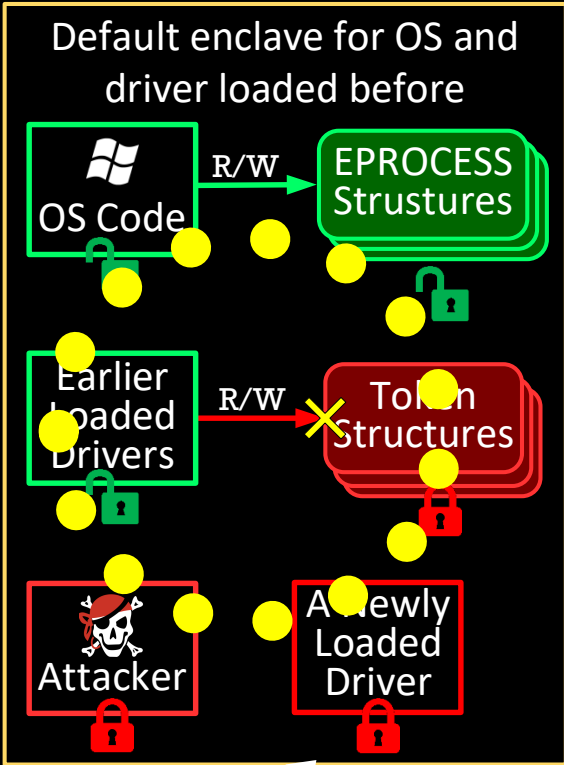 Default enclave for OS and
driver loaded before
OS Code
R/W
EPROCESS
Strustures
Earlier
Loaded
Drivers
R/W
Token
Structures
Attacker
A Newly
Loaded
Driver